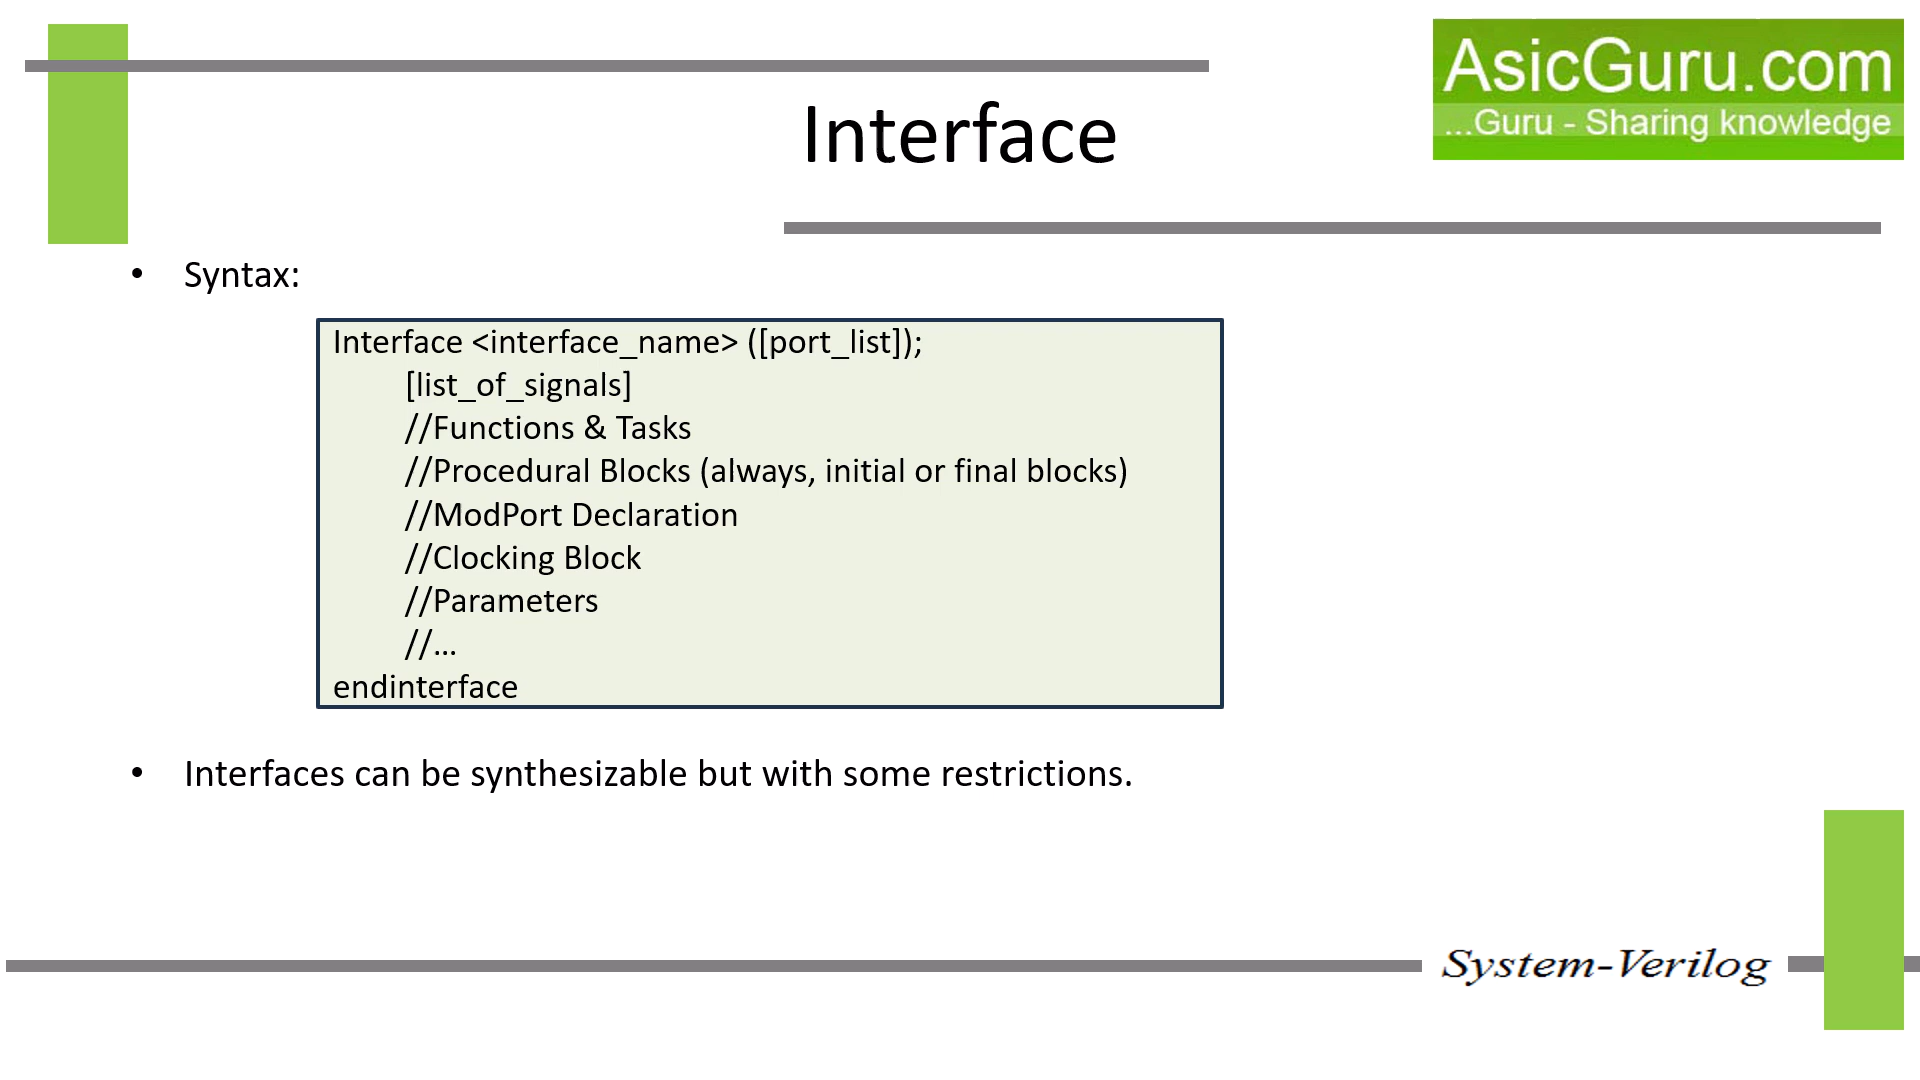 AsicGuru.com
...Guru - Sharing knowledge
Interface
• Syntax:
Interface <interface_name> ([port_list]);
[list_of_signals]
//Functions & Tasks
//Procedural Blocks (always, initial or final blocks)
//ModPort Declaration
//Clocking Block
//Parameters
//…
endinterface
• Interfaces can be synthesizable but with some restrictions.
System-Verilog